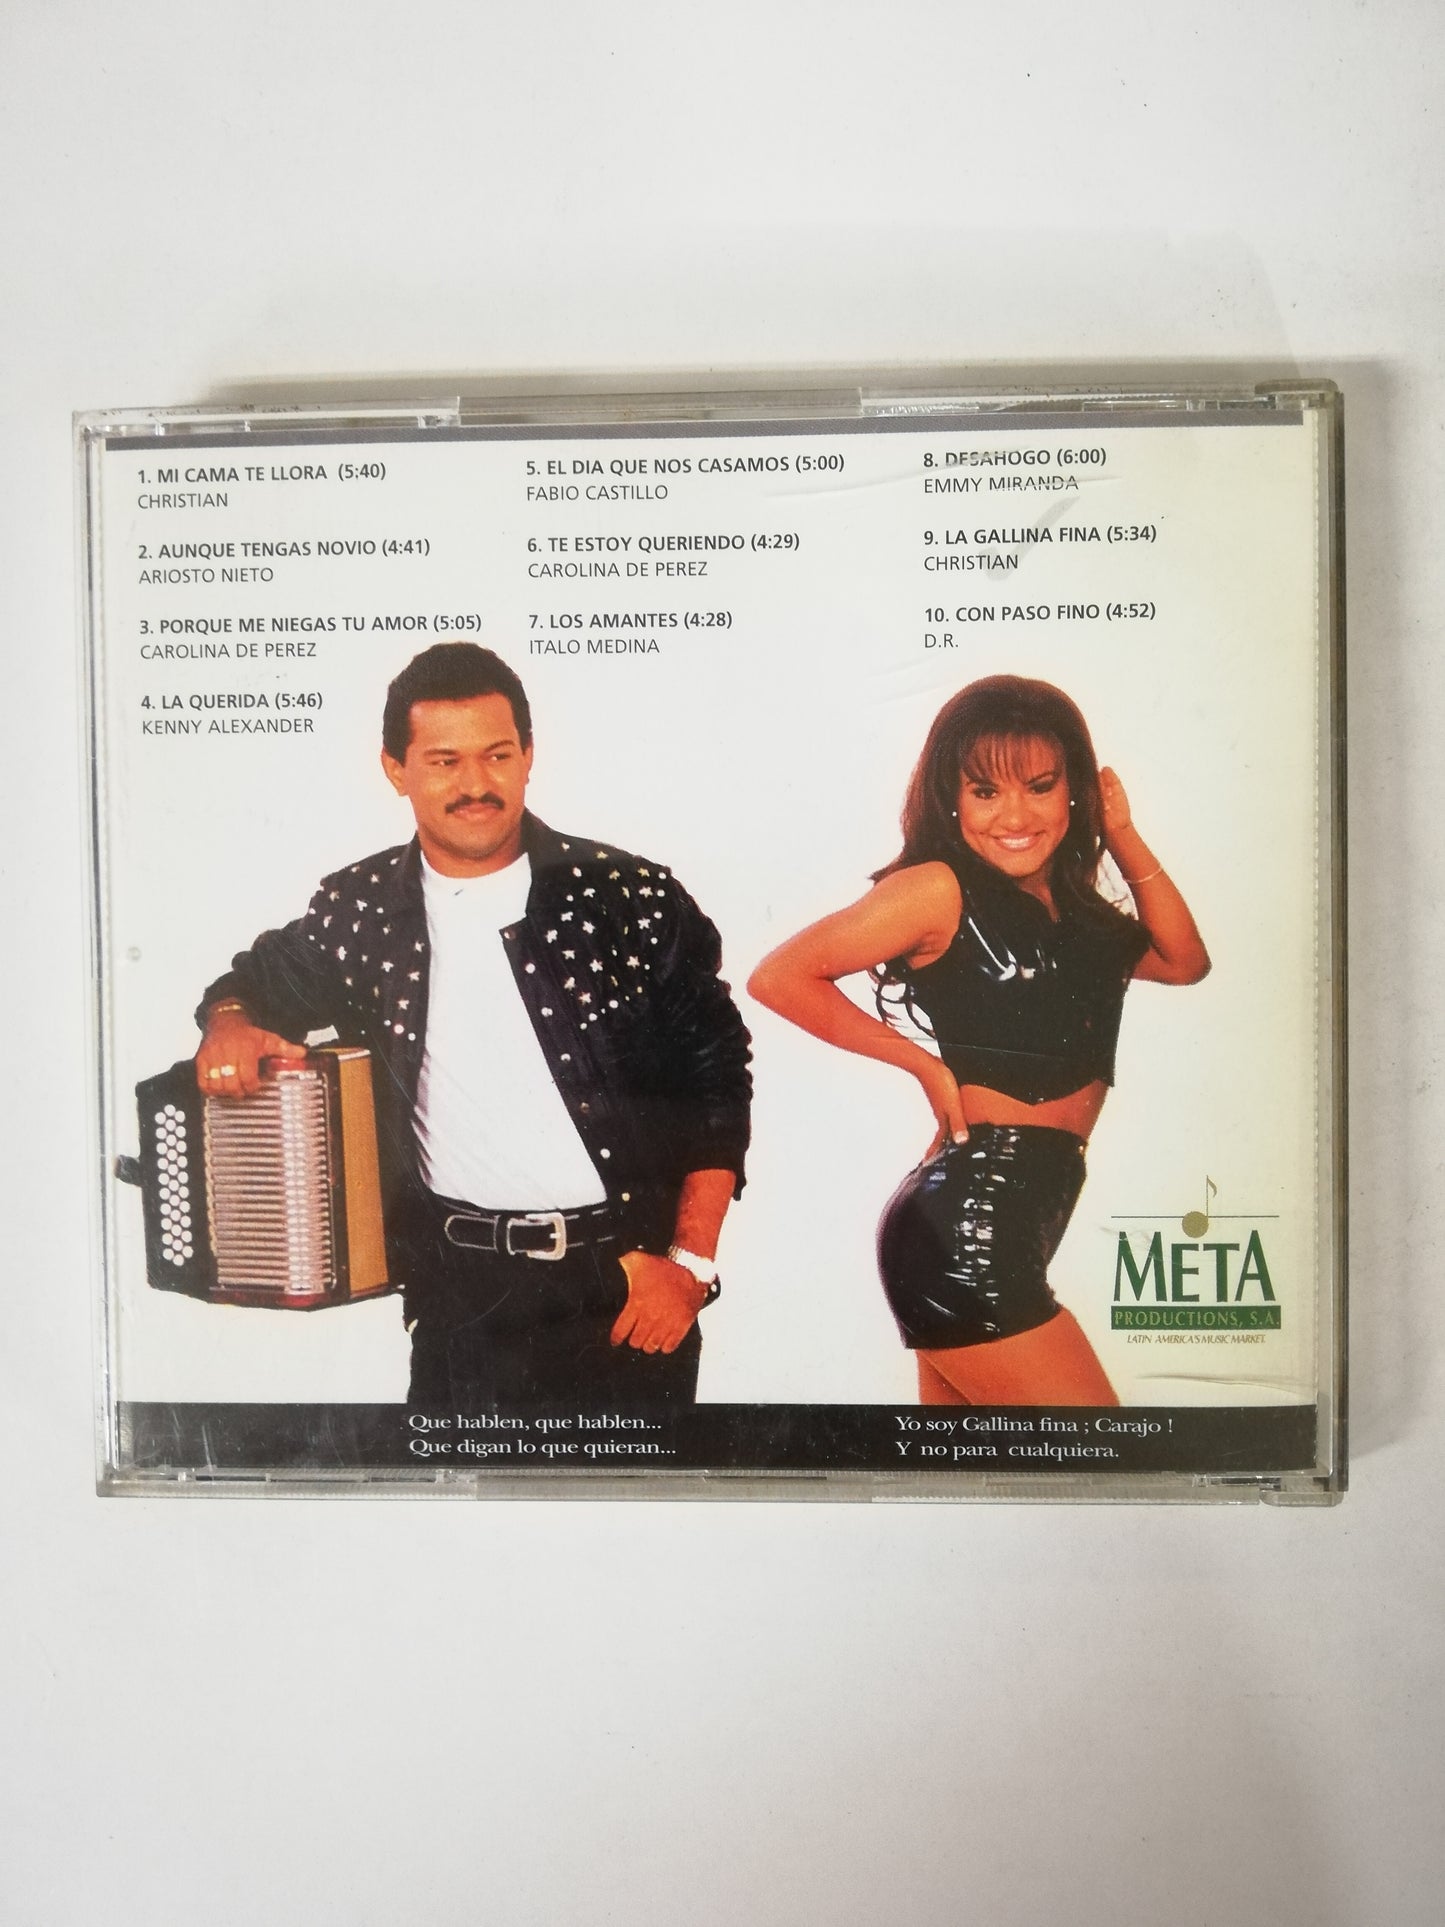 1. MI CAMA TE LLORA (5:40)
CHRISTIAN
2. AUNQUE TENGAS NOVIO (4:41)
ARIOSTO NIETO
3. PORQUE ME NIEGAS TU AMOR (5:05)
CAROLINA DE PEREZ
4. LA QUERIDA (5:46)
KENNY ALEXANDER
5. EL DIA QUE NOS CASAMOS (5:00)
FABIO CASTILLO
6. TE ESTOY QUERIENDO (4:29)
CAROLINA DE PEREZ
7. LOS AMANTES (4:28)
ITALO MEDINA
8. DESAHOGO (6:00)
EMMY MIRANDA
9. LA GALLINA FINA (5:34)
CHRISTIAN
10. CON PASO FINO (4:52)
D.R.
META
PRODUCTIONS, S.A.
LATIN AMERICA'S MUSIC MARKET.
Que hablen, que hablen...
Que digan lo que quieran...
Yo soy Gallina fina ; Carajo !
Y no para cualquiera.